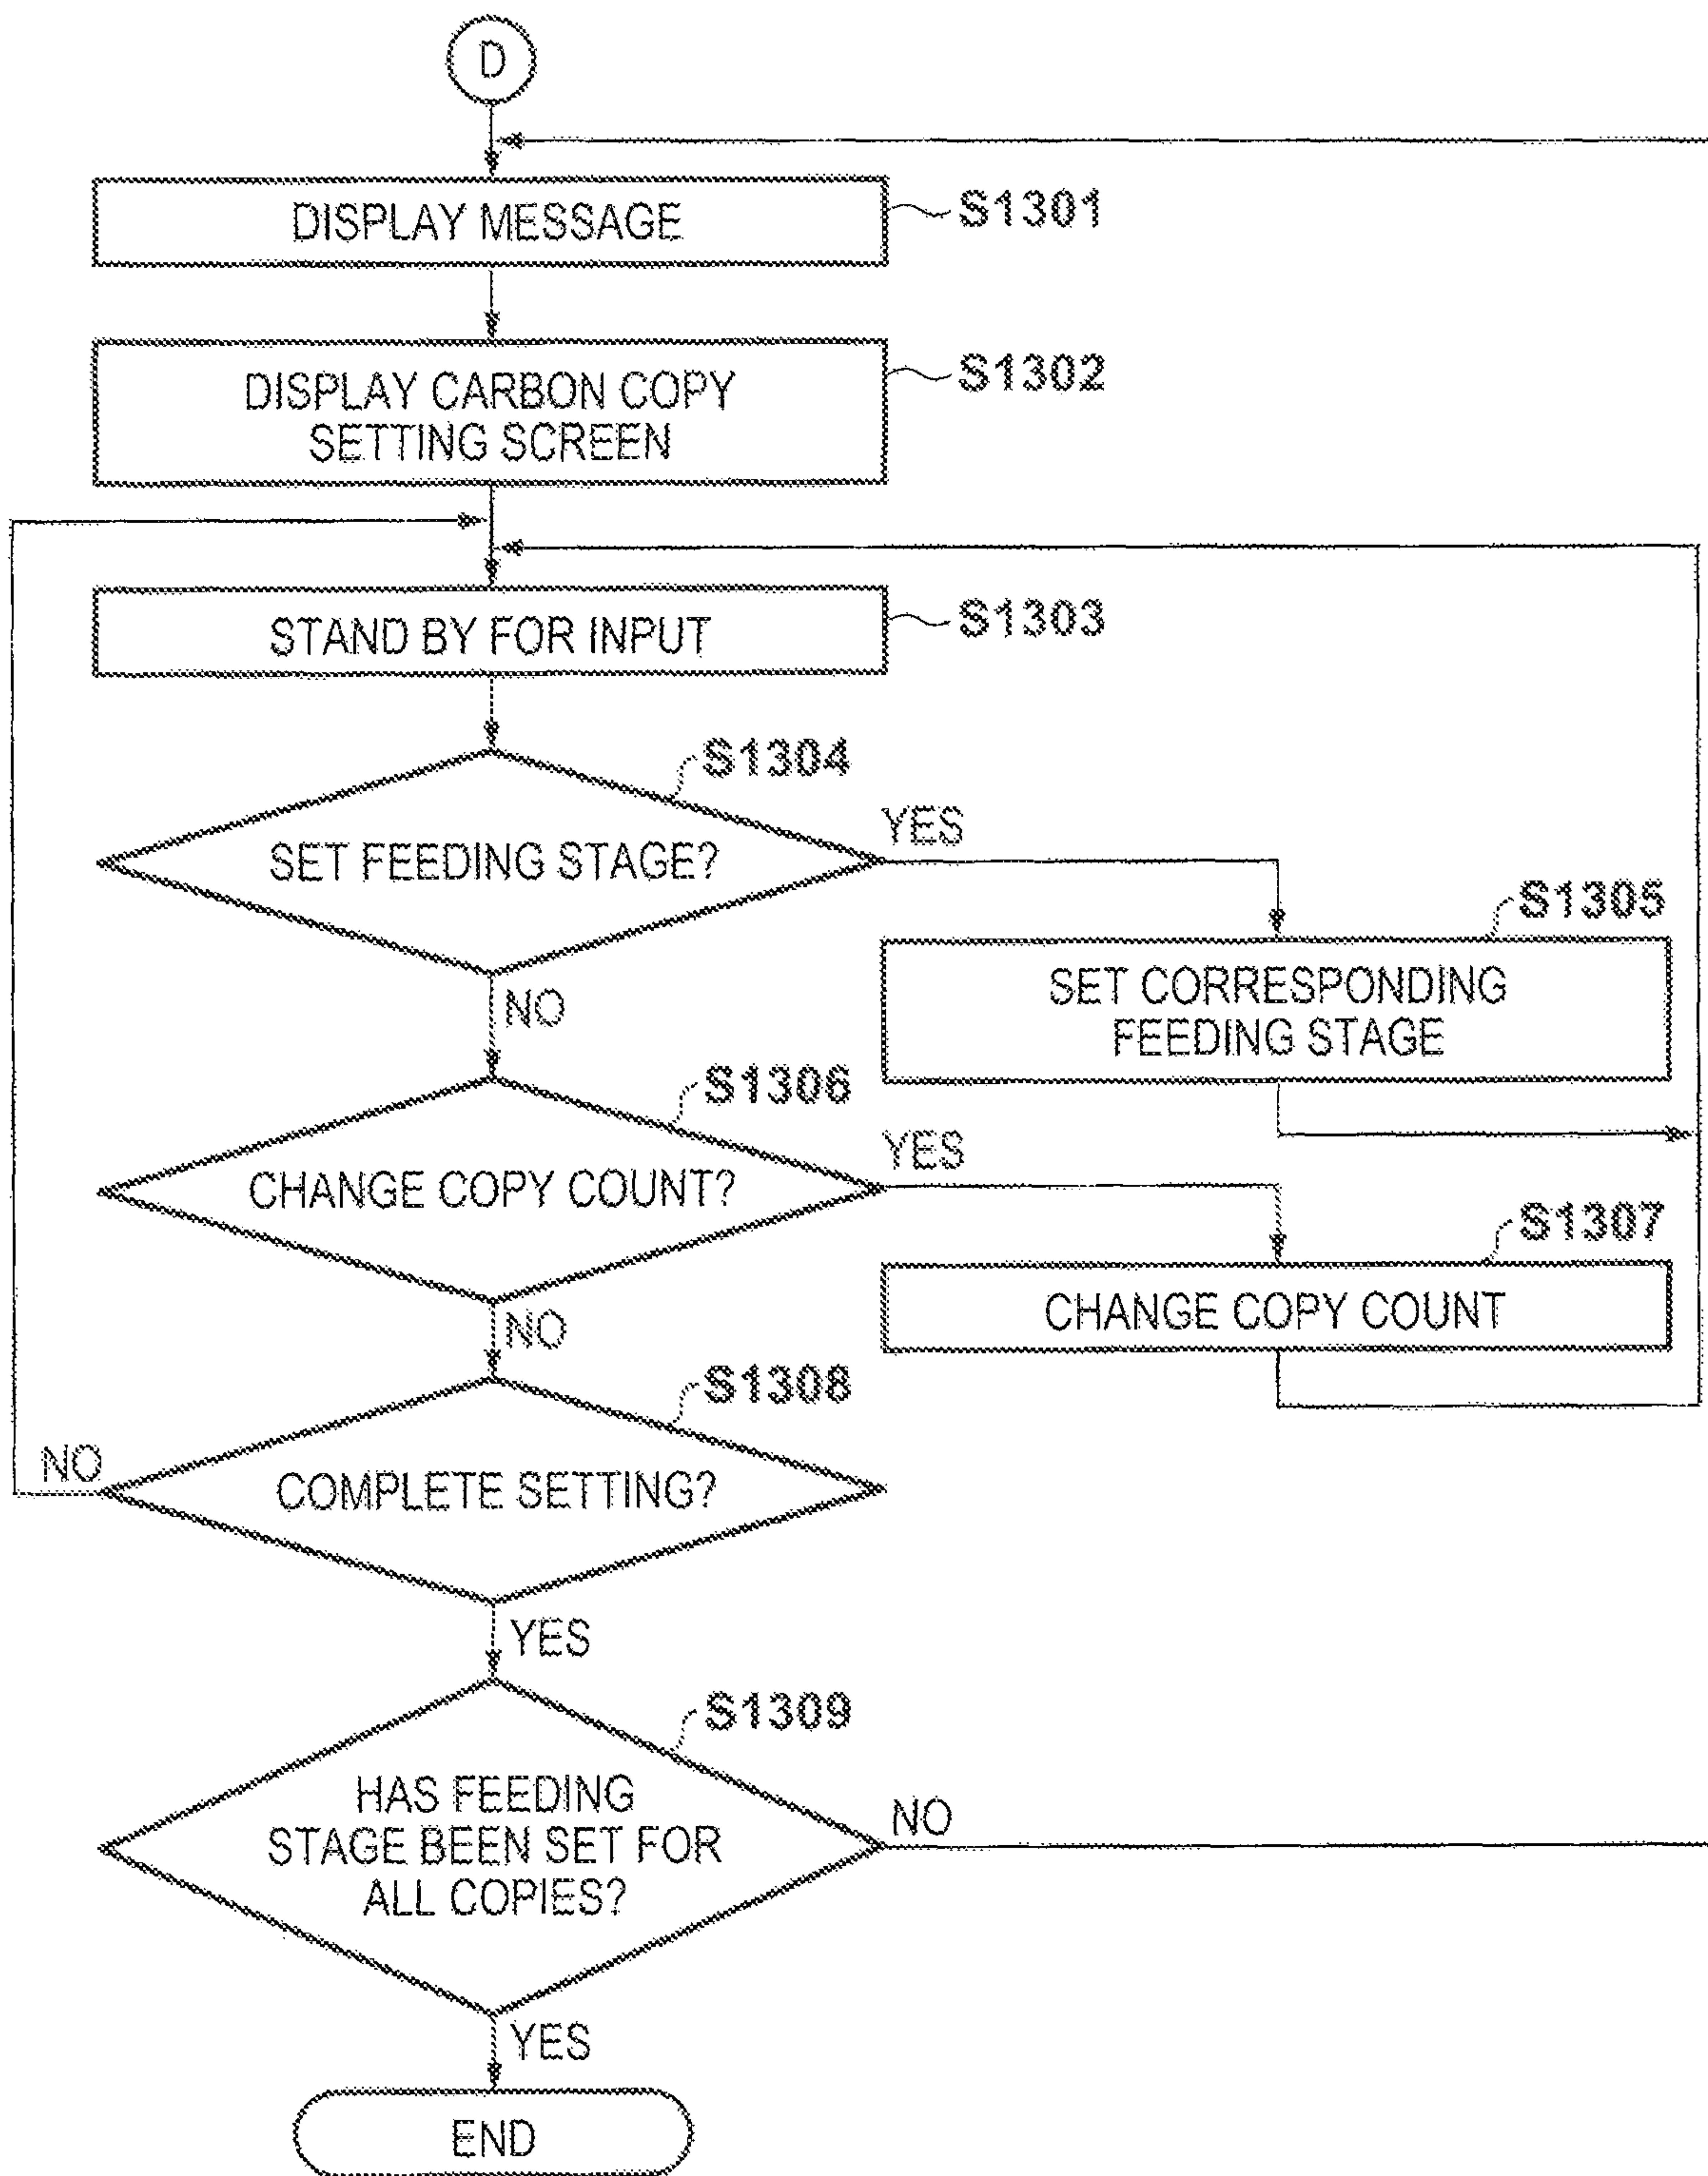 D
DISPLAY MESSAGE
S1301
DISPLAY CARBON COPY
SETTING SCREEN
S1302
STAND BY FOR INPUT
S1303
S1304
SET FEEDING STAGE?
YES
NO
S1305
SET CORRESPONDING
FEEDING STAGE
S1306
CHANGE COPY COUNT?
YES
NO
S1307
CHANGE COPY COUNT
S1308
COMPLETE SETTING?
NO
YES
S1309
HAS FEEDING
STAGE BEEN SET FOR
ALL COPIES?
NO
YES
END